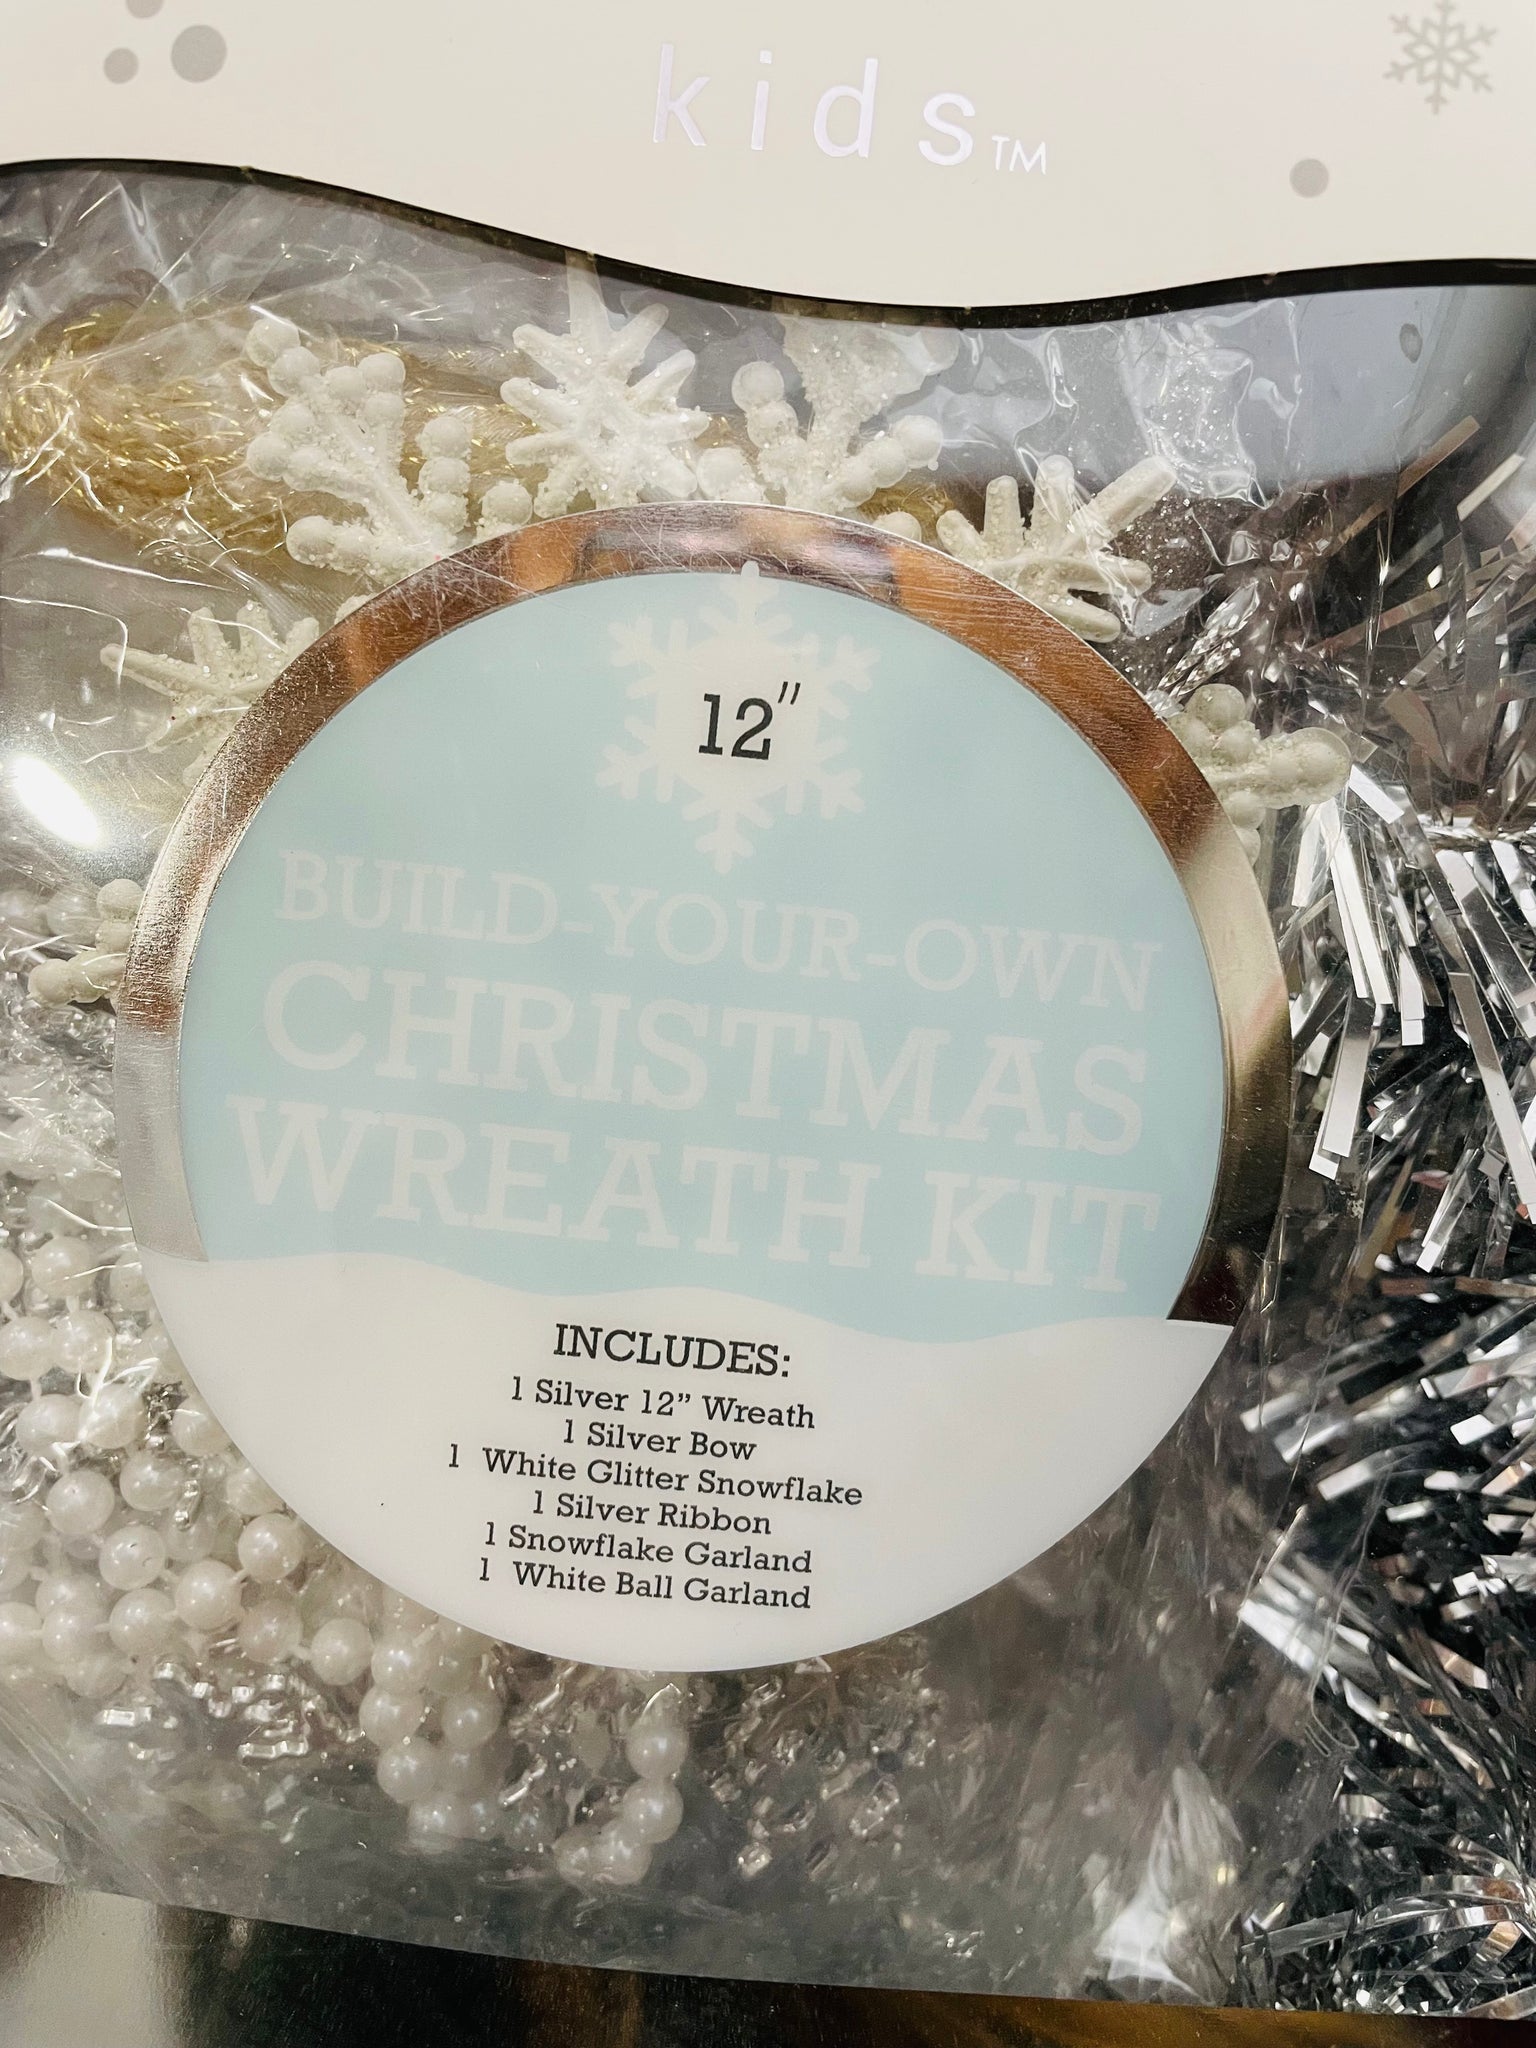 kids™
12"
BUILD-YOUR-OWN
CHRISTMAS
WREATH KIT
INCLUDES:
1 Silver 12” Wreath
1 Silver Bow
1 White Glitter Snowflake
1 Silver Ribbon
1 Snowflake Garland
1 White Ball Garland